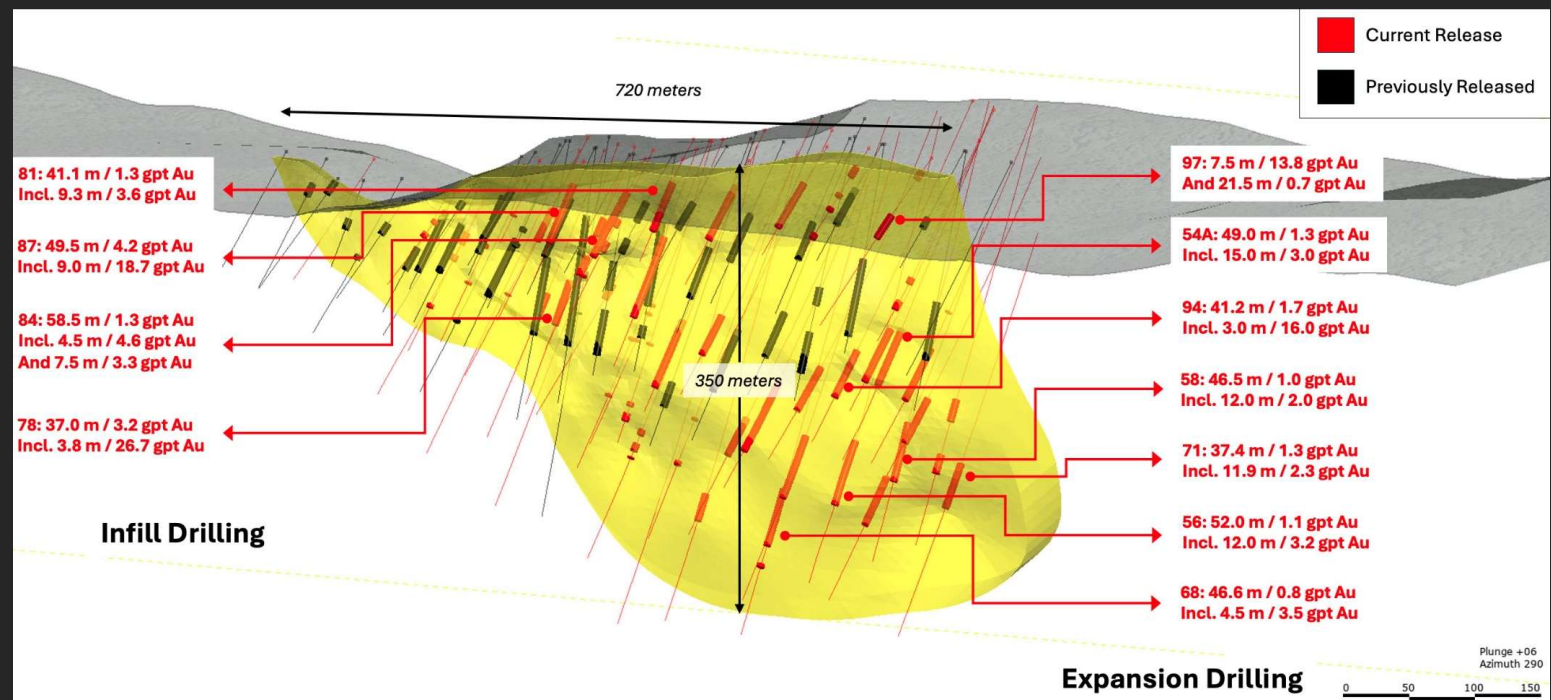 Current Release
Previously Released
720 meters
81: 41.1 m / 1.3 gpt Au
Incl. 9.3 m / 3.6 gpt Au
87: 49.5 m / 4.2 gpt Au
Incl. 9.0 m / 18.7 gpt Au
84: 58.5 m / 1.3 gpt Au
Incl. 4.5 m / 4.6 gpt Au
And 7.5 m / 3.3 gpt Au
78: 37.0 m / 3.2 gpt Au
Incl. 3.8 m / 26.7 gpt Au
350 meters
97: 7.5 m / 13.8 gpt Au
And 21.5 m / 0.7 gpt Au
54A: 49.0 m / 1.3 gpt Au
Incl. 15.0 m / 3.0 gpt Au
94: 41.2 m / 1.7 gpt Au
Incl. 3.0 m / 16.0 gpt Au
58: 46.5 m / 1.0 gpt Au
Incl. 12.0 m / 2.0 gpt Au
71: 37.4 m / 1.3 gpt Au
Incl. 11.9 m / 2.3 gpt Au
56: 52.0 m / 1.1 gpt Au
Incl. 12.0 m / 3.2 gpt Au
68: 46.6 m / 0.8 gpt Au
Incl. 4.5 m / 3.5 gpt Au
Infill Drilling
Expansion Drilling
Plunge +06
Azimuth 290
0 50 100 150